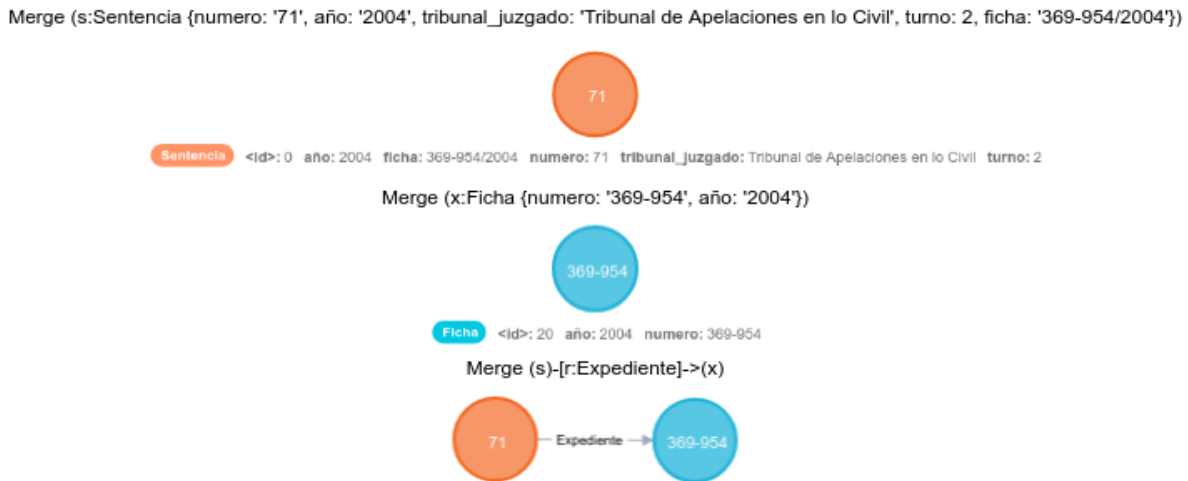 Merge (s:Sentencia {numero: '71', año: '2004', tribunal_juzgado: 'Tribunal de Apelaciones en lo Civil', turno: 2, ficha: '369-954/2004'})
71
Sentencia <id>: 0 año: 2004 ficha: 369-954/2004 numero: 71 tribunal_juzgado: Tribunal de Apelaciones en lo Civil turno: 2
Merge (x:Ficha {numero: '369-954', año: '2004'})
369-954
Ficha <id>: 20 año: 2004 numero: 369-954
Merge (s)-[r:Expediente]->(x)
71 Expediente 369-954